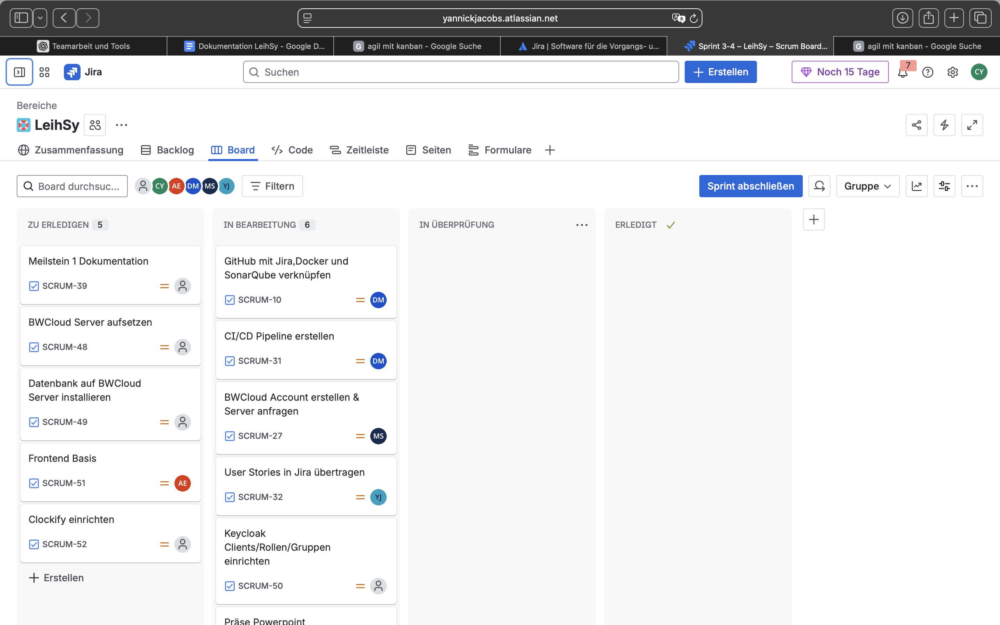 yannickjacobs.atlassian.net
Teamarbeit und Tools
Dokumentation LeihSy - Google D...
G agil mit kanban - Google Suche
Jira | Software für die Vorgangs- u...
Sprint 3-4 – LeihSy – Scrum Board...
G agil mit kanban - Google Suche
Jira
Suchen
Erstellen
Noch 15 Tage
7
CY
Bereiche
LeihSy
Zusammenfassung
Backlog
Board
Code
Zeitleiste
Seiten
Formulare
Board durchsuc...
CY
AE
DM
MS
YJ
Filtern
Sprint abschließen
Gruppe
ZU ERLEDIGEN 5
Meilstein 1 Dokumentation
SCRUM-39
BWCloud Server aufsetzen
SCRUM-48
Datenbank auf BWCloud
Server installieren
SCRUM-49
Frontend Basis
SCRUM-51
AE
Clockify einrichten
SCRUM-52
Erstellen
IN BEARBEITUNG 6
GitHub mit Jira,Docker und
SonarQube verknüpfen
SCRUM-10
DM
CI/CD Pipeline erstellen
SCRUM-31
DM
BWCloud Account erstellen &
Server anfragen
SCRUM-27
MS
User Stories in Jira übertragen
SCRUM-32
YJ
Keycloak
Clients/Rollen/Gruppen
einrichten
SCRUM-50
Präse Powerpoint
IN ÜBERPRÜFUNG
ERLEDIGT